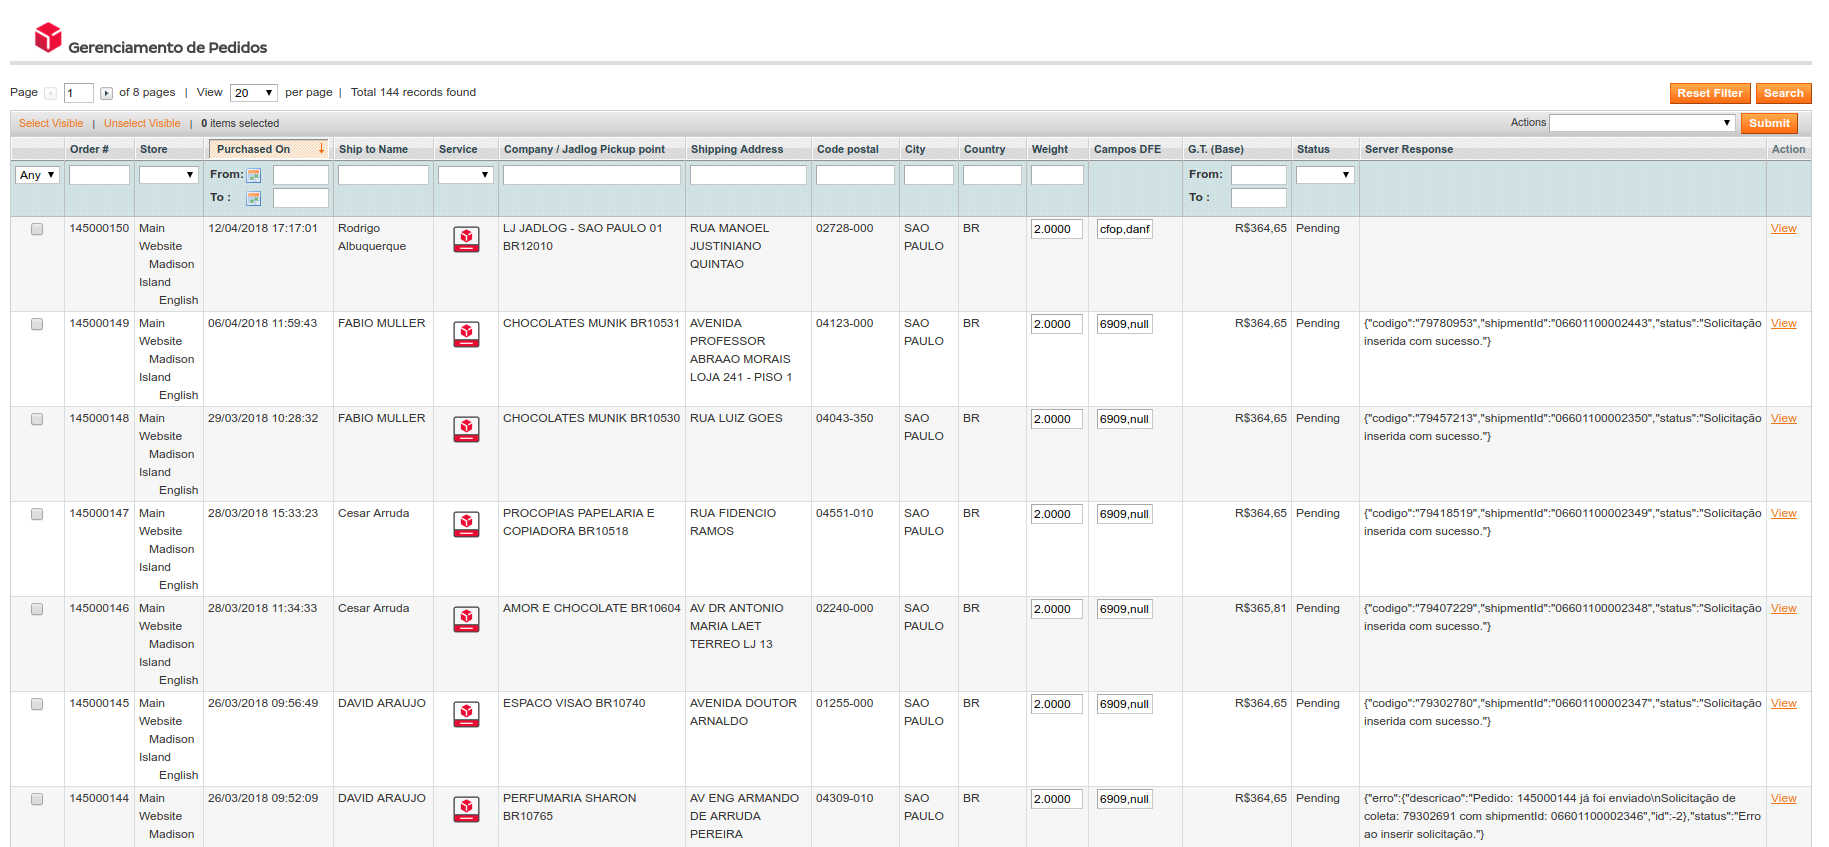 Gerenciamento de Pedidos
Page 1 of 8 pages | View 20 per page | Total 144 records found
Reset Filter Search
Select Visible | Unselect Visible | 0 items selected
Actions Submit
Order # Store Purchased On Ship to Name Service Company / Jadlog Pickup point Shipping Address Code postal City Country Weight Campos DFE G.T. (Base) Status Server Response Action
Any From: From:
To : To :
145000150 Main 12/04/2018 17:17:01 Rodrigo LJ JADLOG - SAO PAULO 01 RUA MANOEL 02728-000 SAO BR 2.0000 cfop,danf R$364,65 Pending View
Website Albuquerque BR12010 JUSTINIANO PAULO
Madison QUINTAO
Island
English
145000149 Main 06/04/2018 11:59:43 FABIO MULLER CHOCOLATES MUNIK BR10531 AVENIDA 04123-000 SAO BR 2.0000 6909,null R$364,65 Pending {"codigo":"79780953","shipmentId":"06601100002443","status":"Solicitação View
Website PROFESSOR PAULO inserida com sucesso."}
Madison ABRAAO MORAIS
Island LOJA 241 - PISO 1
English
145000148 Main 29/03/2018 10:28:32 FABIO MULLER CHOCOLATES MUNIK BR10530 RUA LUIZ GOES 04043-350 SAO BR 2.0000 6909,null R$364,65 Pending {"codigo":"79457213","shipmentId":"06601100002350","status":"Solicitação View
Website PAULO inserida com sucesso."}
Madison
Island
English
145000147 Main 28/03/2018 15:33:23 Cesar Arruda PROCOPIAS PAPELARIA E RUA FIDENCIO 04551-010 SAO BR 2.0000 6909,null R$364,65 Pending {"codigo":"79418519","shipmentId":"06601100002349","status":"Solicitação View
Website COPIADORA BR10518 RAMOS PAULO inserida com sucesso."}
Madison
Island
English
145000146 Main 28/03/2018 11:34:33 Cesar Arruda AMOR E CHOCOLATE BR10604 AV DR ANTONIO 02240-000 SAO BR 2.0000 6909,null R$365,81 Pending {"codigo":"79407229","shipmentId":"06601100002348","status":"Solicitação View
Website MARIA LAET PAULO inserida com sucesso."}
Madison TERREO LJ 13
Island
English
145000145 Main 26/03/2018 09:56:49 DAVID ARAUJO ESPACO VISAO BR10740 AVENIDA DOUTOR 01255-000 SAO BR 2.0000 6909,null R$364,65 Pending {"codigo":"79302780","shipmentId":"06601100002347","status":"Solicitação View
Website ARNALDO PAULO inserida com sucesso."}
Madison
Island
English
145000144 Main 26/03/2018 09:52:09 DAVID ARAUJO PERFUMARIA SHARON AV ENG ARMANDO 04309-010 SAO BR 2.0000 6909,null R$364,65 Pending {"erro":{"descricao":"Pedido: 145000144 já foi enviado\nSolicitação de View
Website BR10765 DE ARRUDA PAULO coleta: 79302691 com shipmentId: 06601100002346","id":-2},"status":"Erro
Madison PEREIRA ao inserir solicitação."}